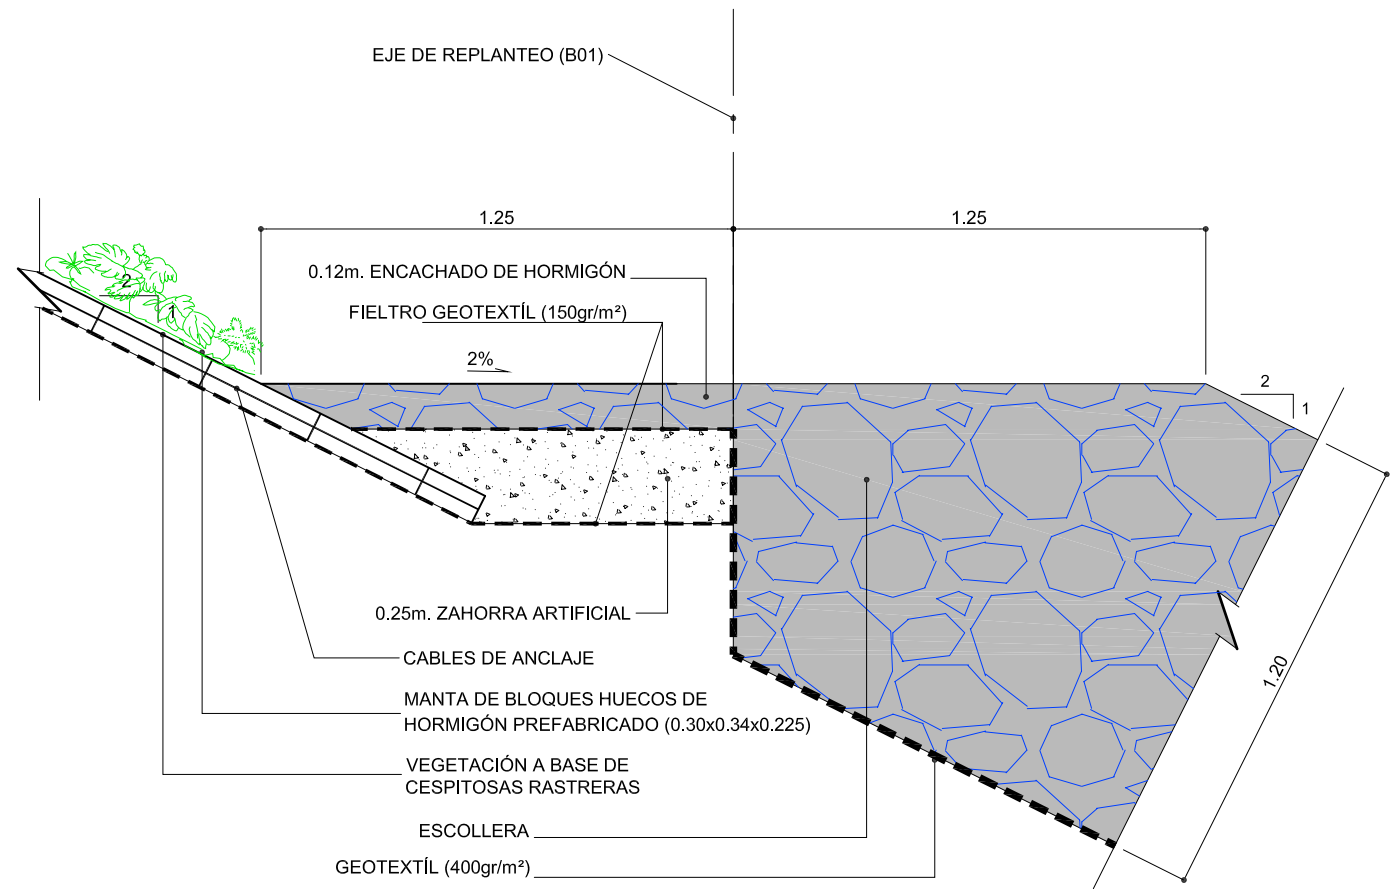 EJE DE REPLANTEO (B01)
1.25
1.25
0.12m. ENCACHADO DE HORMIGÓN
2
1
FIELTRO GEOTEXTÍL (150gr/m²)
2%
2
1
0.25m. ZAHORRA ARTIFICIAL
CABLES DE ANCLAJE
1.20
MANTA DE BLOQUES HUECOS DE
HORMIGÓN PREFABRICADO (0.30x0.34x0.225)
VEGETACIÓN A BASE DE
CESPITOSAS RASTRERAS
ESCOLLERA
GEOTEXTÍL (400gr/m²)